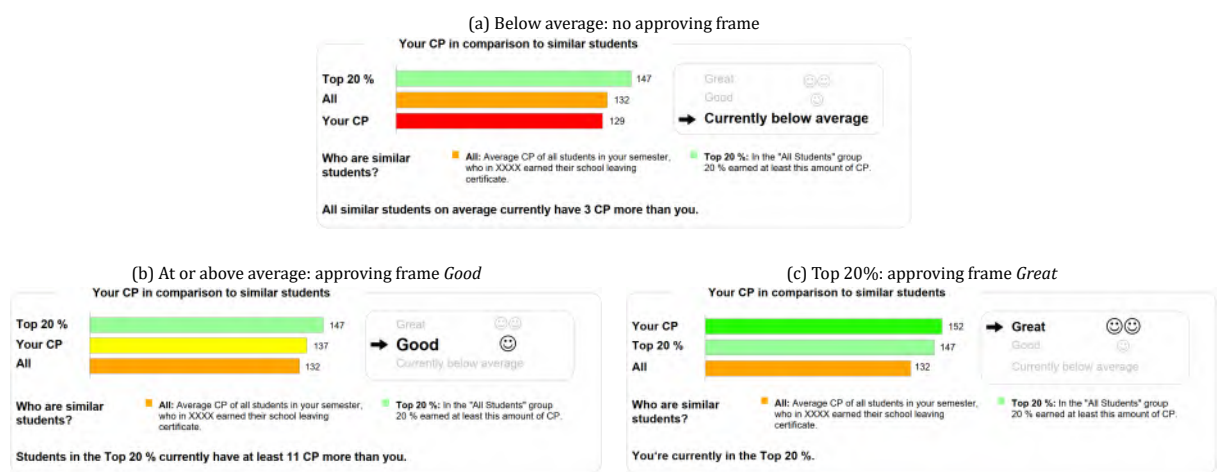 (a) Below average: no approving frame
Your CP in comparison to similar students
Top 20 % 147
All 132
Your CP 129
Great
Good
Currently below average
Who are similar
students?
All: Average CP of all students in your semester,
who in XXXX earned their school leaving
certificate.
Top 20 %: In the "All Students" group
20 % earned at least this amount of CP.
All similar students on average currently have 3 CP more than you.
(b) At or above average: approving frame Good
Your CP in comparison to similar students
Top 20 % 147
Your CP 137
All 132
Great
Good
Currently below average
Who are similar
students?
All: Average CP of all students in your semester,
who in XXXX earned their school leaving
certificate.
Top 20 %: In the "All Students" group
20 % earned at least this amount of CP.
Students in the Top 20 % currently have at least 11 CP more than you.
(c) Top 20%: approving frame Great
Your CP in comparison to similar students
Your CP 152
Top 20 % 147
All 132
Great
Good
Currently below average
Who are similar
students?
All: Average CP of all students in your semester,
who in XXXX earned their school leaving
certificate.
Top 20 %: In the "All Students" group
20 % earned at least this amount of CP.
You're currently in the Top 20 %.